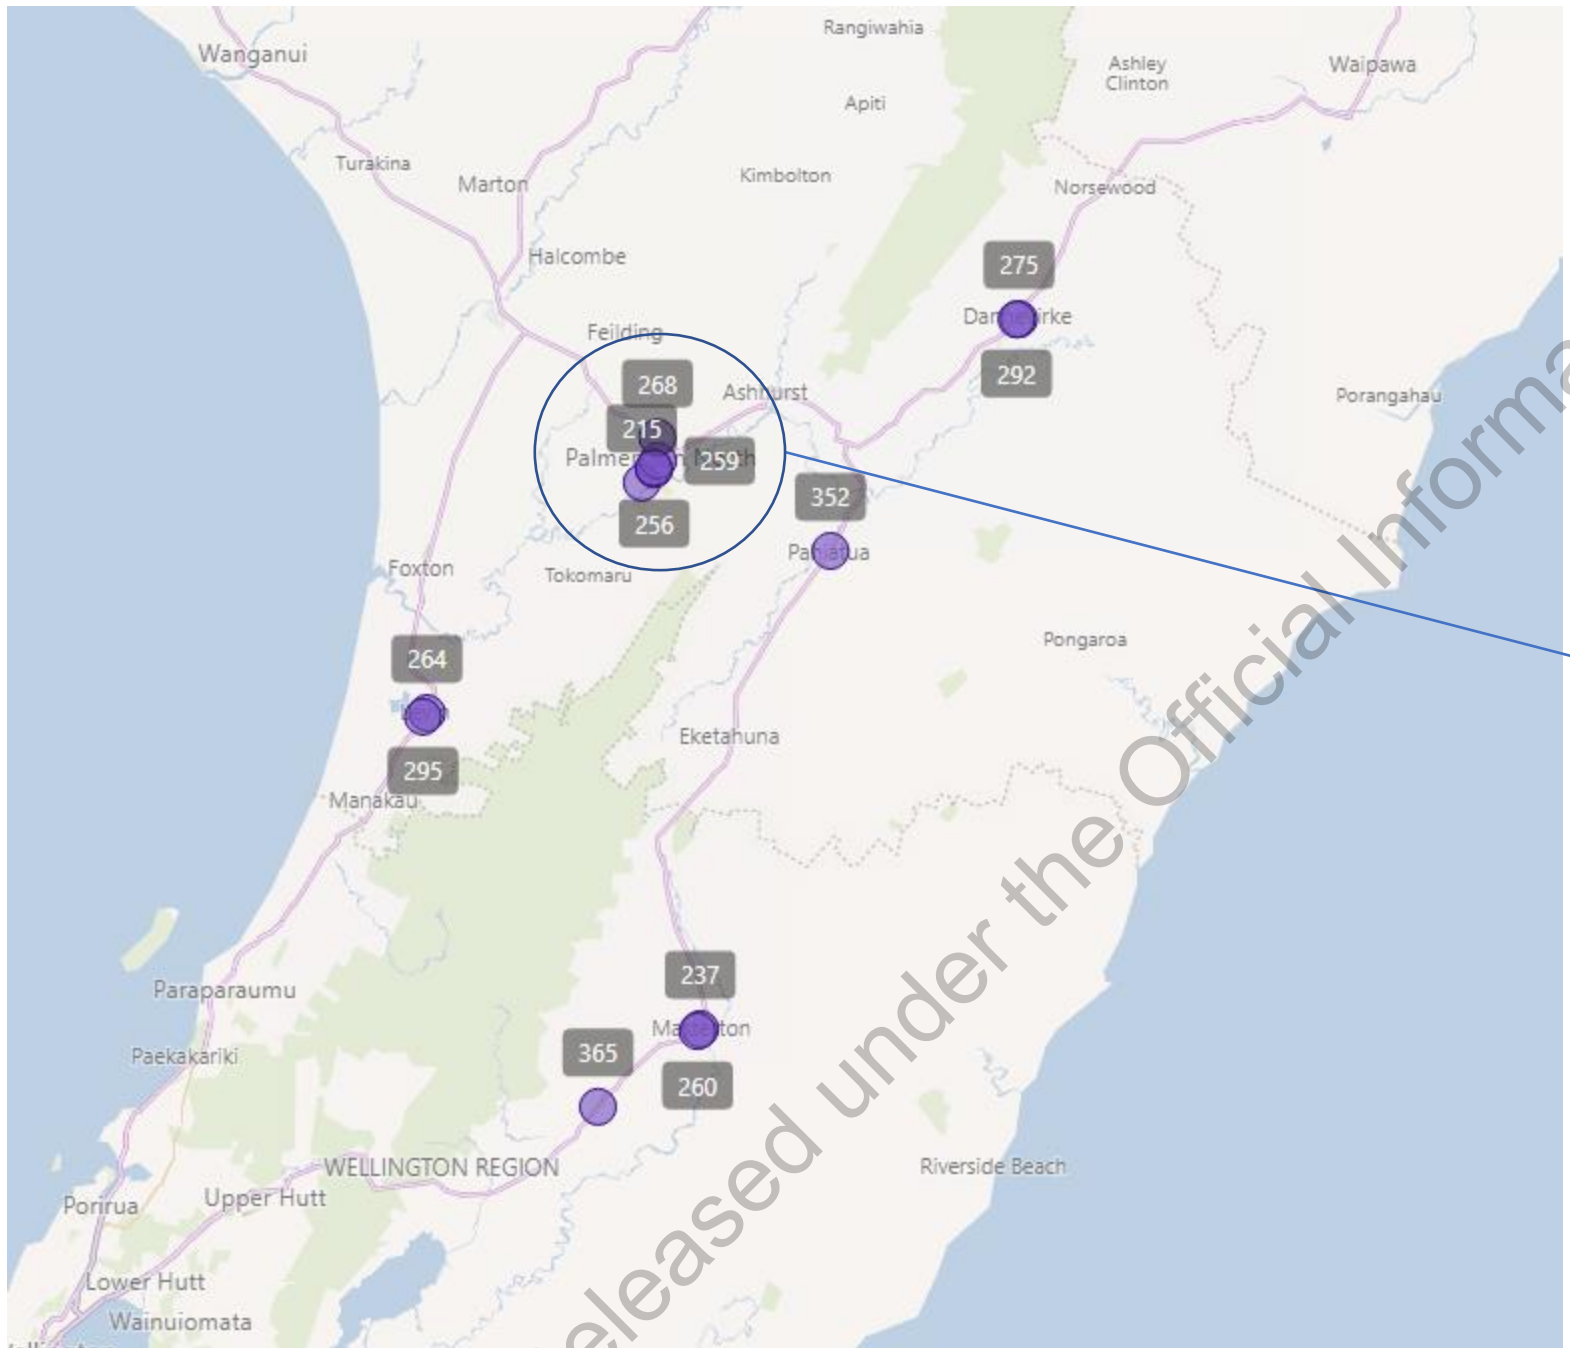 Rangiwahia
Wanganui
Ashley
Clinton
Waipawa
Apiti
Turakina
Marton
Kimbolton
Norsewood
Halcombe
275
Feilding
292
268
Ashhurst
Porangahau
215
259
352
256
Foxton
Tokomaru
Pongaroa
264
Eketahuna
295
Manakau
237
Paraparaumu
365
Paekakariki
260
WELLINGTON REGION
Riverside Beach
Upper Hutt
Porirua
Lower Hutt
Wainuiomata
eleased under the Official Informa